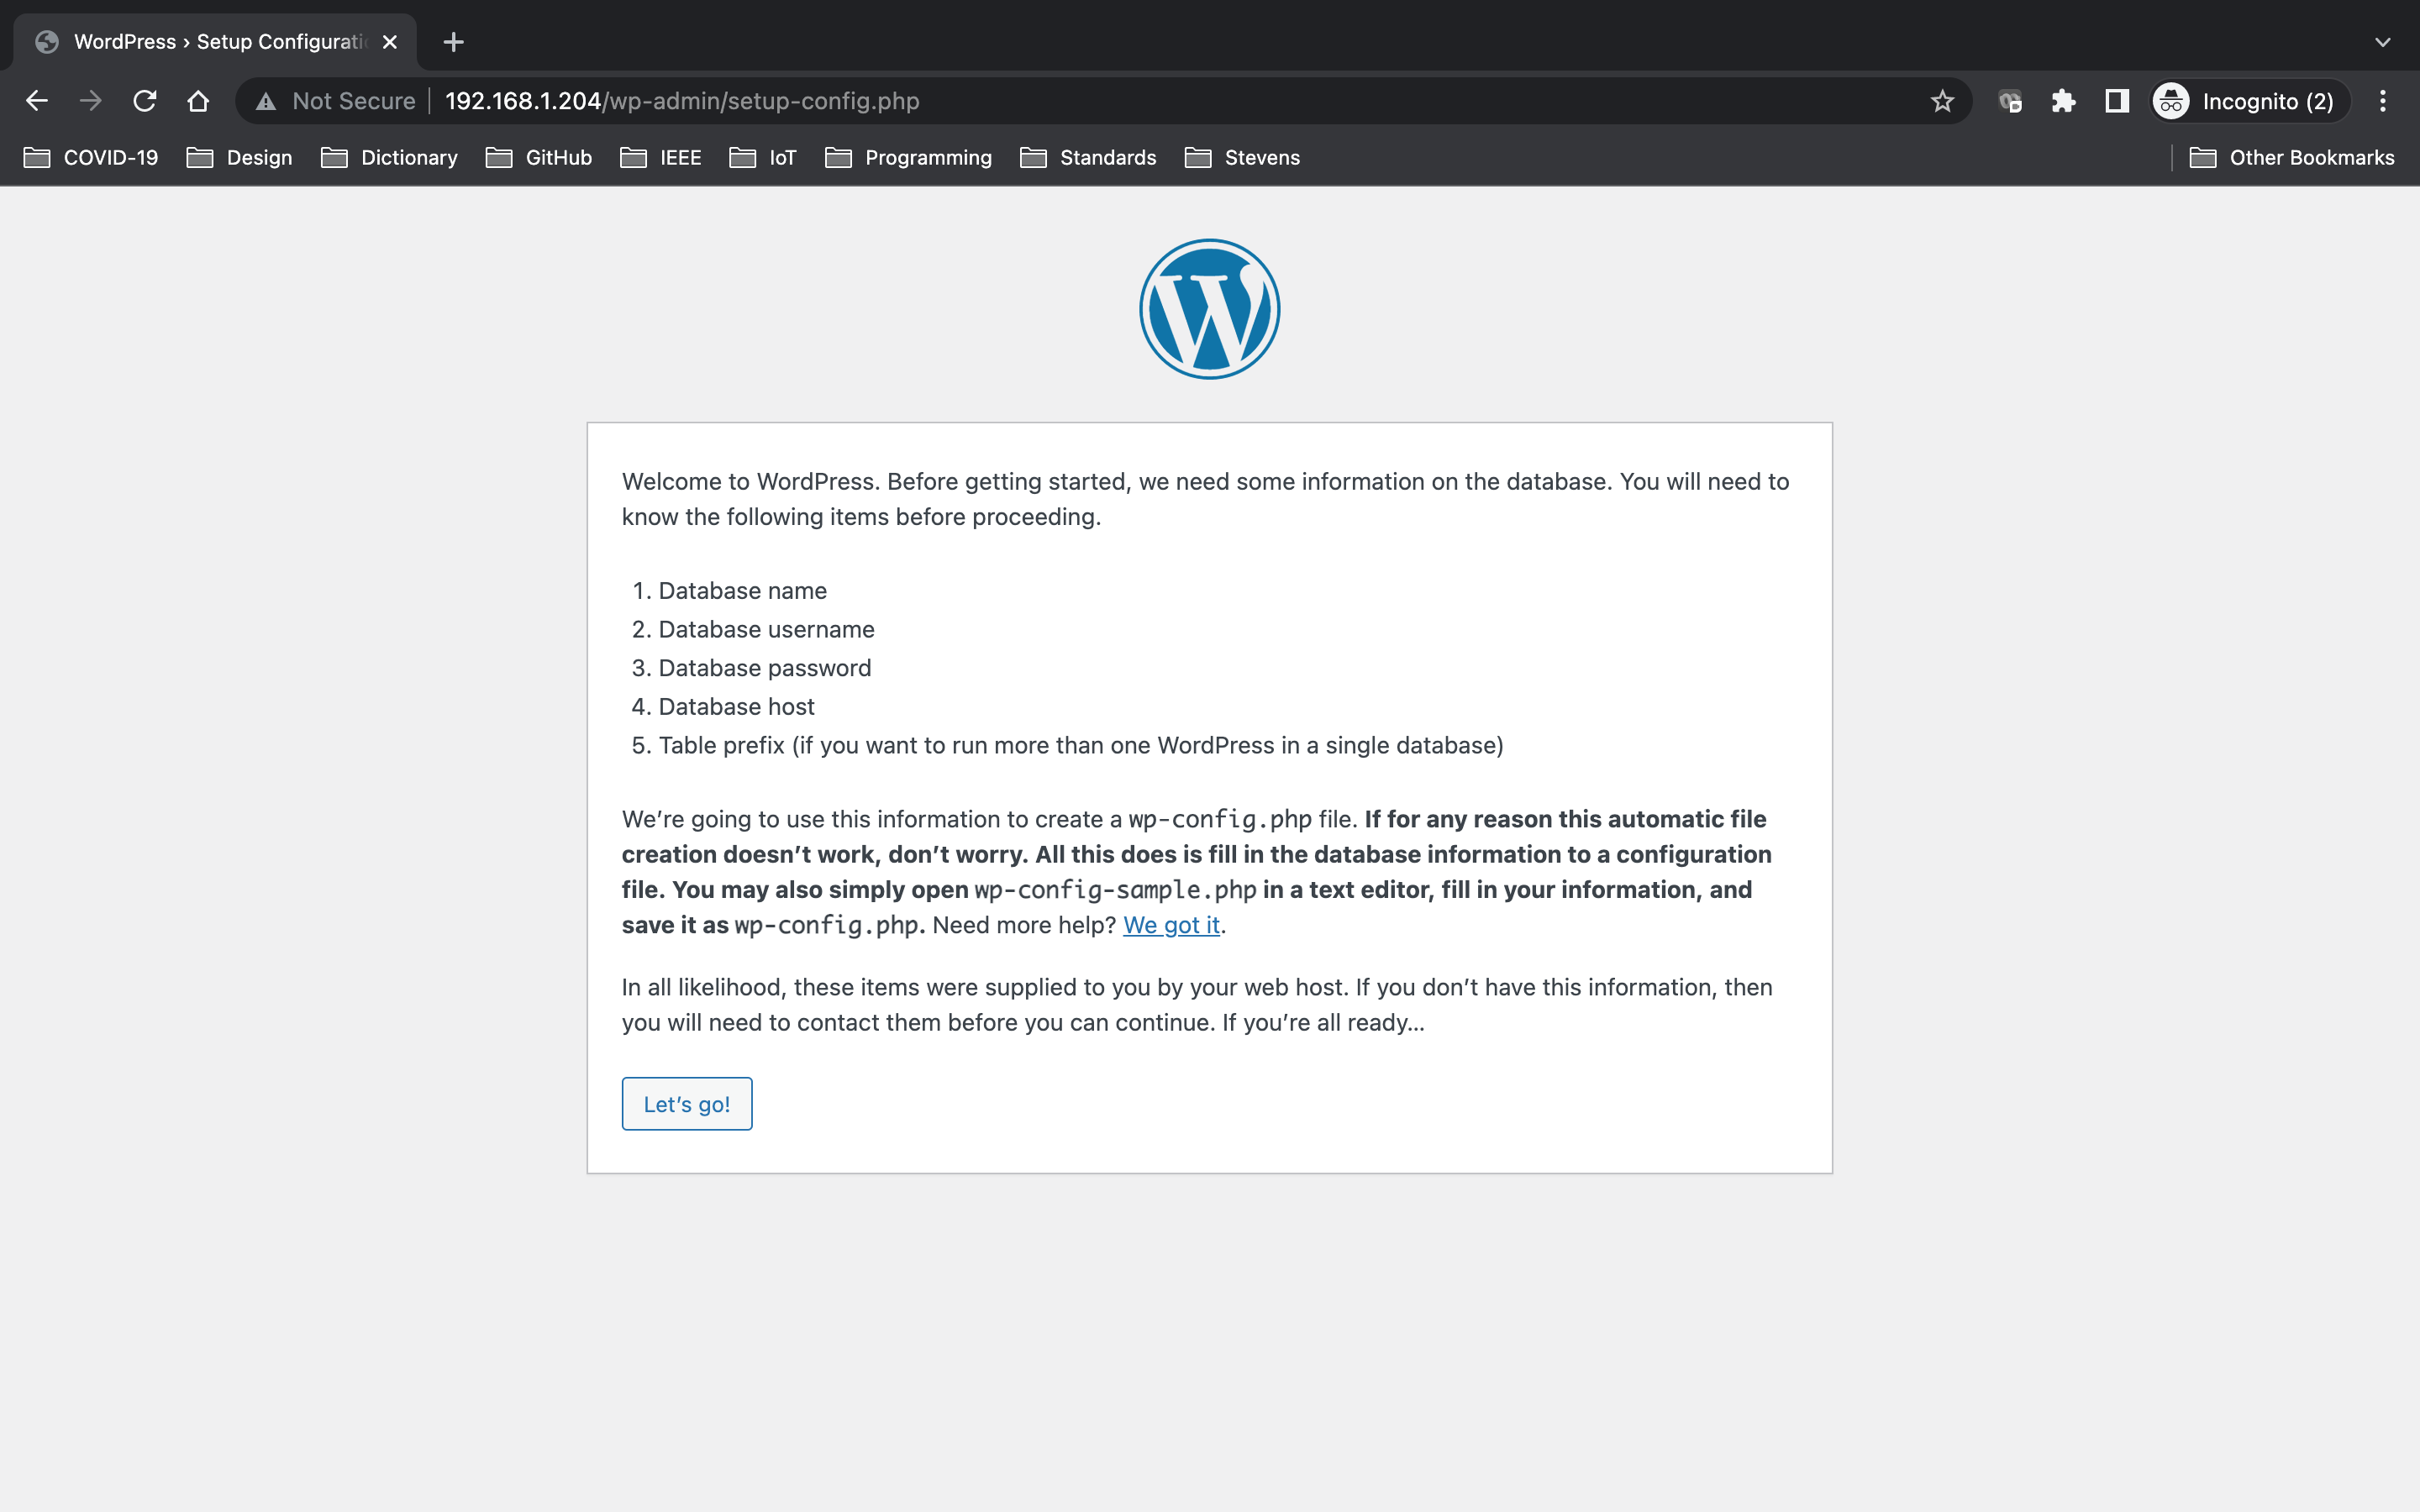 WordPress › Setup Configurati
Not Secure 192.168.1.204/wp-admin/setup-config.php Incognito (2)
COVID-19 Design Dictionary GitHub IEEE IoT Programming Standards Stevens Other Bookmarks
Welcome to WordPress. Before getting started, we need some information on the database. You will need to
know the following items before proceeding.
1. Database name
2. Database username
3. Database password
4. Database host
5. Table prefix (if you want to run more than one WordPress in a single database)
We’re going to use this information to create a wp-config.php file. If for any reason this automatic file
creation doesn’t work, don’t worry. All this does is fill in the database information to a configuration
file. You may also simply open wp-config-sample.php in a text editor, fill in your information, and
save it as wp-config.php. Need more help? We got it.
In all likelihood, these items were supplied to you by your web host. If you don’t have this information, then
you will need to contact them before you can continue. If you’re all ready…
Let’s go!